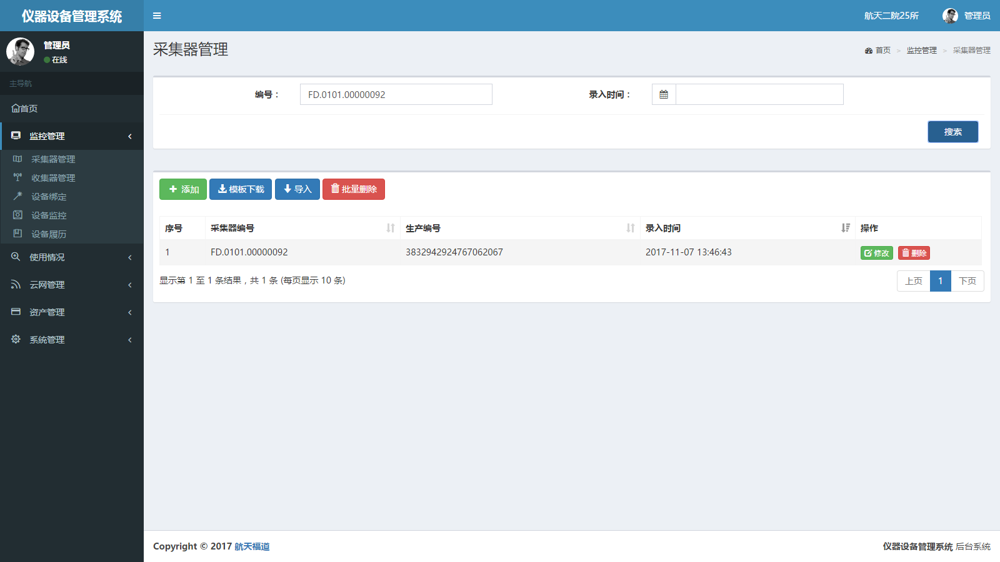 仪器设备管理系统
航天二院25所
管理员
管理员
在线
主导航
首页
监控管理
采集器管理
收集器管理
设备绑定
设备监控
设备履历
使用情况
云网管理
资产管理
系统管理
采集器管理
首页 > 监控管理 > 采集器管理
编号： FD.0101.00000092 录入时间：
搜索
添加 模板下载 导入 批量删除
序号 采集器编号 生产编号 录入时间 操作
1 FD.0101.00000092 3832942924767062067 2017-11-07 13:46:43 修改 删除
显示第 1 至 1 条结果，共 1 条 (每页显示 10 条)
上页 1 下页
Copyright © 2017 航天福道
仪器设备管理系统 后台系统